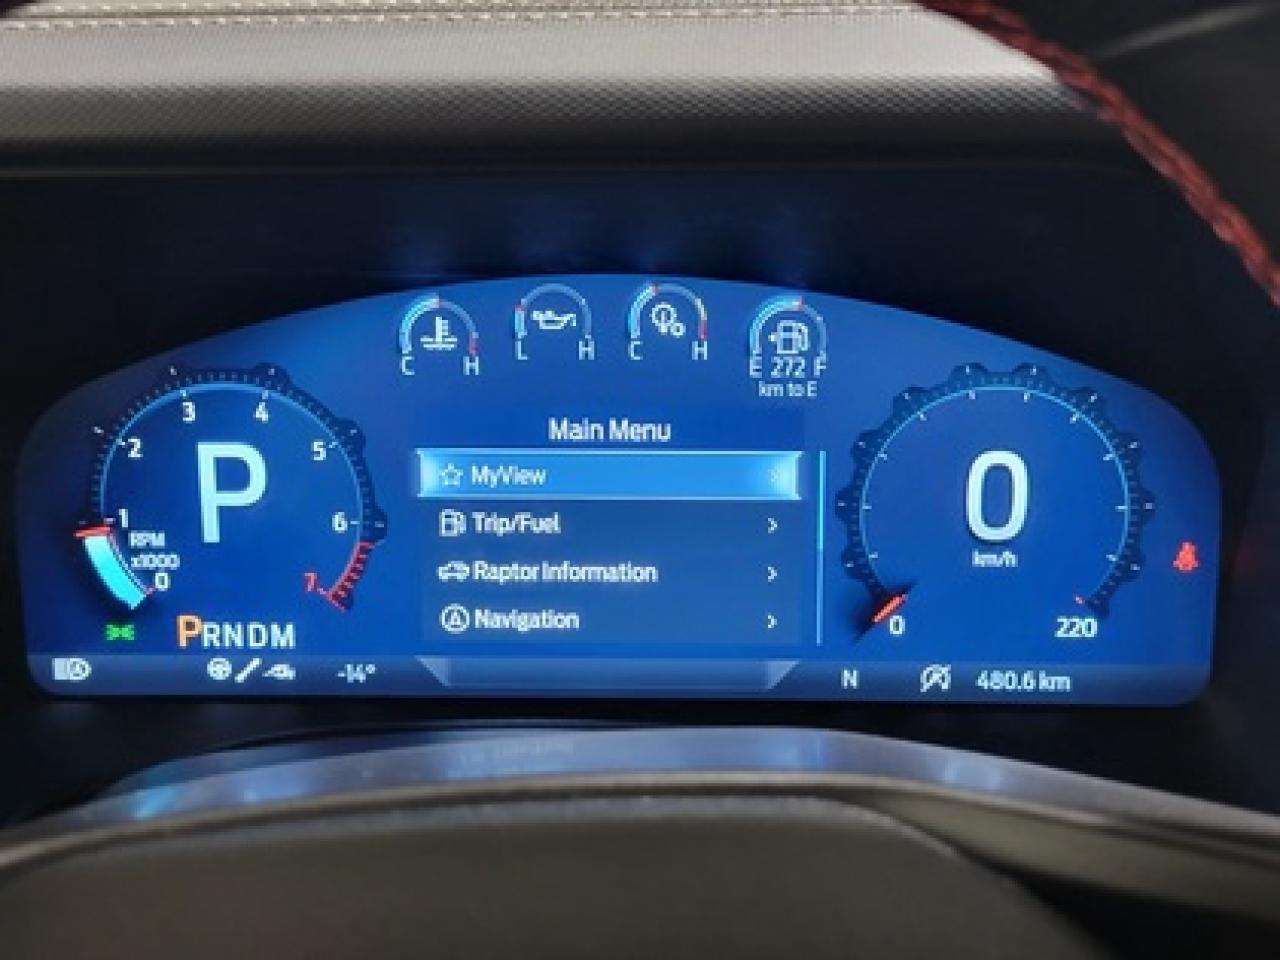 C H
L H
C H
E 272 F
km to E
Main Menu
MyView
Trip/Fuel
Raptor Information
Navigation
0
1
2
3
4
5
6
7
RPM
x1000
P
PRNDM
-14°
0
km/h
0
220
N
480.6 km